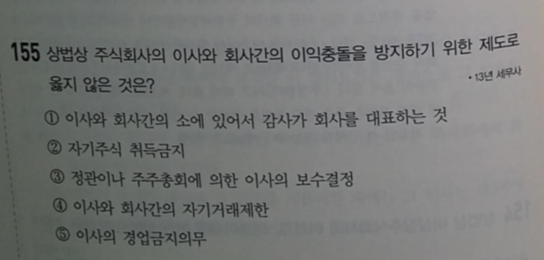 155 상법상 주식회사의 이사와 회사간의 이익충돌을 방지하기 위한 제도로
옳지 않은 것은?
• 13년 세무사
① 이사와 회사간의 소에 있어서 감사가 회사를 대표하는 것
② 자기주식 취득금지
③ 정관이나 주주총회에 의한 이사의 보수결정
④ 이사와 회사간의 자기거래제한
⑤ 이사의 경업금지의무